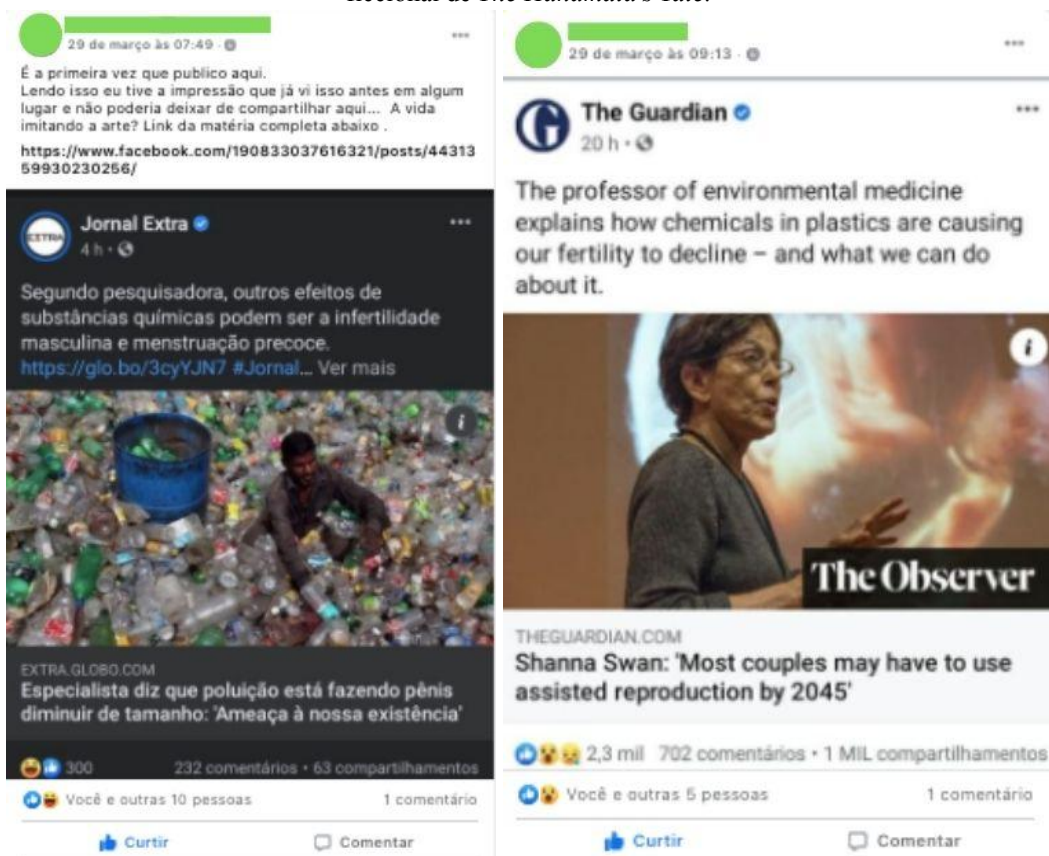 ficcional de The Handmaid's Tale.
29 de março às 07:49
É a primeira vez que publico aqui.
Lendo isso eu tive a impressão que já vi isso antes em algum
lugar e não poderia deixar de compartilhar aqui... A vida
imitando a arte? Link da matéria completa abaixo .
https://www.facebook.com/190833037616321/posts/44313
59930230256/
EXTRA
Jornal Extra
4 h
Segundo pesquisadora, outros efeitos de
substâncias químicas podem ser a infertilidade
masculina e menstruação precoce.
https://glo.bo/3cyYJN7 #Jornal... Ver mais
i
EXTRA.GLOBO.COM
Especialista diz que poluição está fazendo pênis
diminuir de tamanho: 'Ameaça à nossa existência'
300
232 comentários • 63 compartilhamentos
Você e outras 10 pessoas
1 comentário
Curtir
Comentar
29 de março às 09:13
G
The Guardian
20 h
The professor of environmental medicine
explains how chemicals in plastics are causing
our fertility to decline – and what we can do
about it.
i
The Observer
THEGUARDIAN.COM
Shanna Swan: 'Most couples may have to use
assisted reproduction by 2045'
2,3 mil 702 comentários • 1 MIL compartilhamentos
Você e outras 5 pessoas
1 comentário
Curtir
Comentar